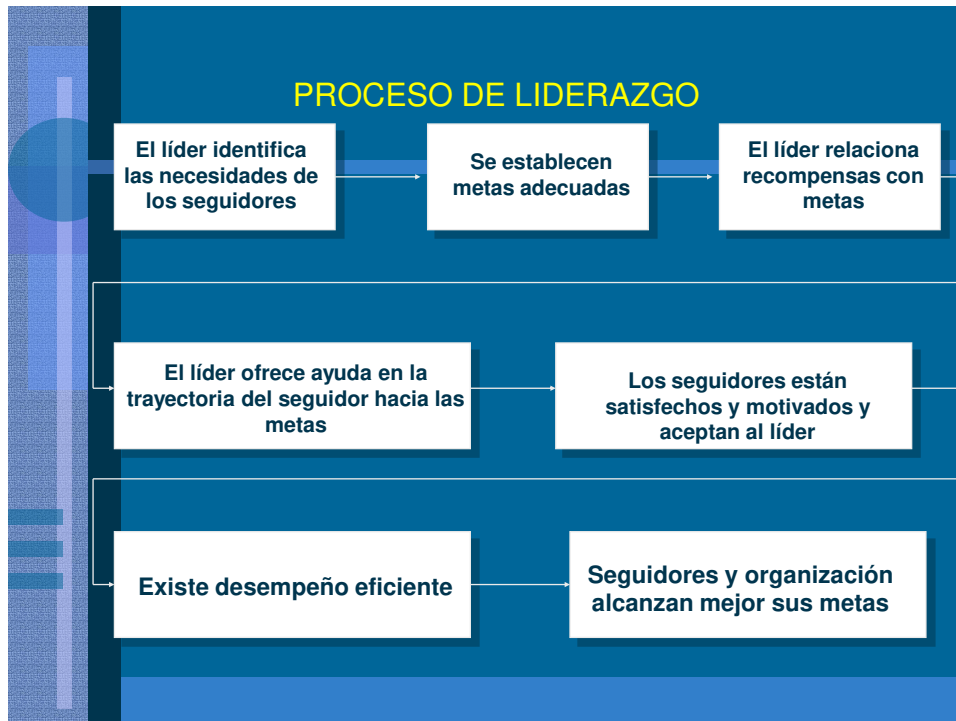 PROCESO DE LIDERAZGO
El líder identifica
las necesidades de
los seguidores
Se establecen
metas adecuadas
El líder relaciona
recompensas con
metas
El líder ofrece ayuda en la
trayectoria del seguidor hacia las
metas
Los seguidores están
satisfechos y motivados y
aceptan al líder
Existe desempeño eficiente
Seguidores y organización
alcanzan mejor sus metas